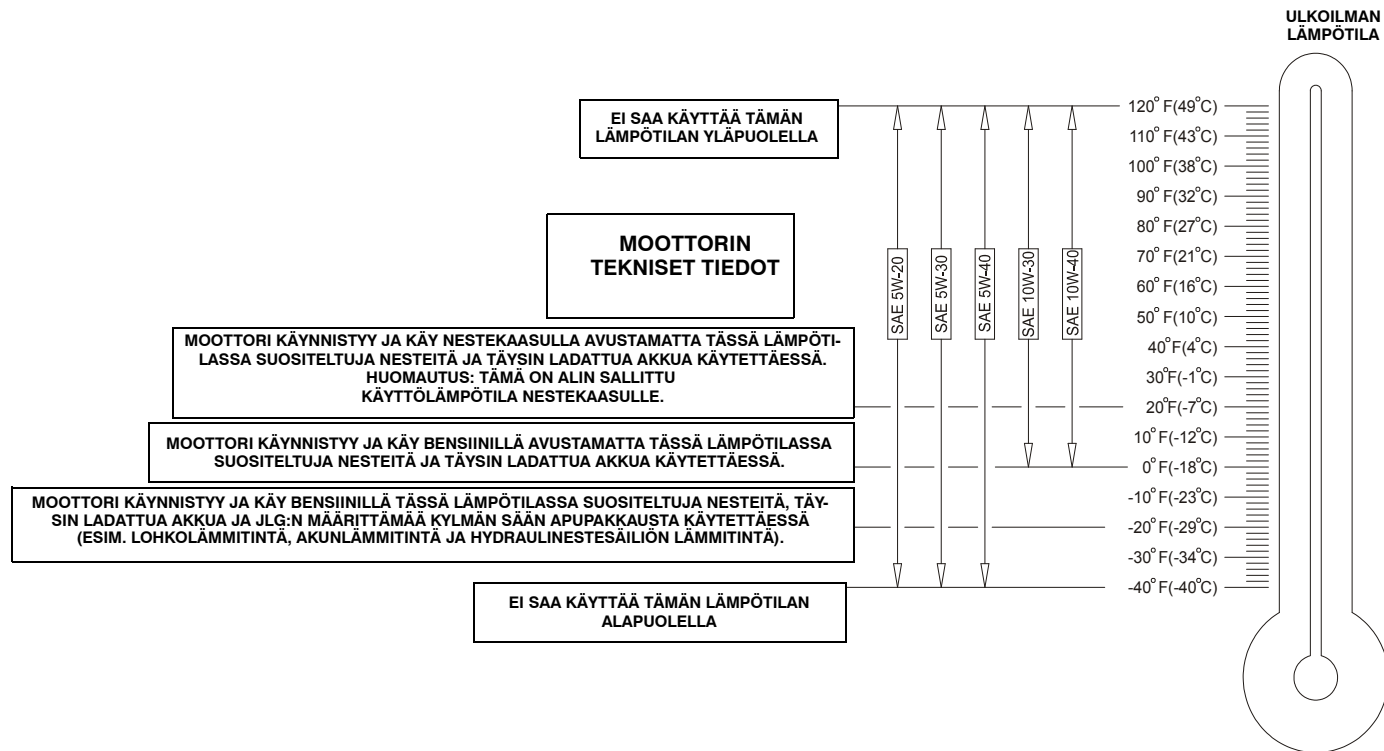 ULKOILMAN
LÄMPÖTILA
EI SAA KÄYTTÄÄ TÄMÄN
LÄMPÖTILAN YLÄPUOLELLA
MOOTTORIN
TEKNISET TIEDOT
MOOTTORI KÄYNNISTYY JA KÄY NESTEKAASULLA AVUSTAMATTA TÄSSÄ LÄMPÖTI-
LASSA SUOSITELTUJA NESTEITÄ JA TÄYSIN LADATTUA AKKUA KÄYTETTÄESSÄ.
HUOMAUTUS: TÄMÄ ON ALIN SALLITTU
KÄYTTÖLÄMPÖTILA NESTEKAASULLE.
MOOTTORI KÄYNNISTYY JA KÄY BENSIINILLÄ AVUSTAMATTA TÄSSÄ LÄMPÖTILASSA
SUOSITELTUJA NESTEITÄ JA TÄYSIN LADATTUA AKKUA KÄYTETTÄESSÄ.
MOOTTORI KÄYNNISTYY JA KÄY BENSIINILLÄ TÄSSÄ LÄMPÖTILASSA SUOSITELTUJA NESTEITÄ, TÄY-
SIN LADATTUA AKKUA JA JLG:N MÄÄRITTÄMÄÄ KYLMÄN SÄÄN APUPAKKAUSTA KÄYTETTÄESSÄ
(ESIM. LOHKOLÄMMITINTÄ, AKUNLÄMMITINTÄ JA HYDRAULINESTESÄILIÖN LÄMMITINTÄ).
EI SAA KÄYTTÄÄ TÄMÄN LÄMPÖTILAN
ALAPUOLELLA
SAE 5W-20
SAE 5W-30
SAE 5W-40
SAE 10W-30
SAE 10W-40
120° F(49°C)
110° F(43°C)
100° F(38°C)
90° F(32°C)
80° F(27°C)
70° F(21°C)
60° F(16°C)
50° F(10°C)
40°F(4°C)
30°F(-1°C)
20°F(-7°C)
10° F(-12°C)
0° F(-18°C)
-10° F(-23°C)
-20° F(-29°C)
-30° F(-34°C)
-40° F(-40°C)